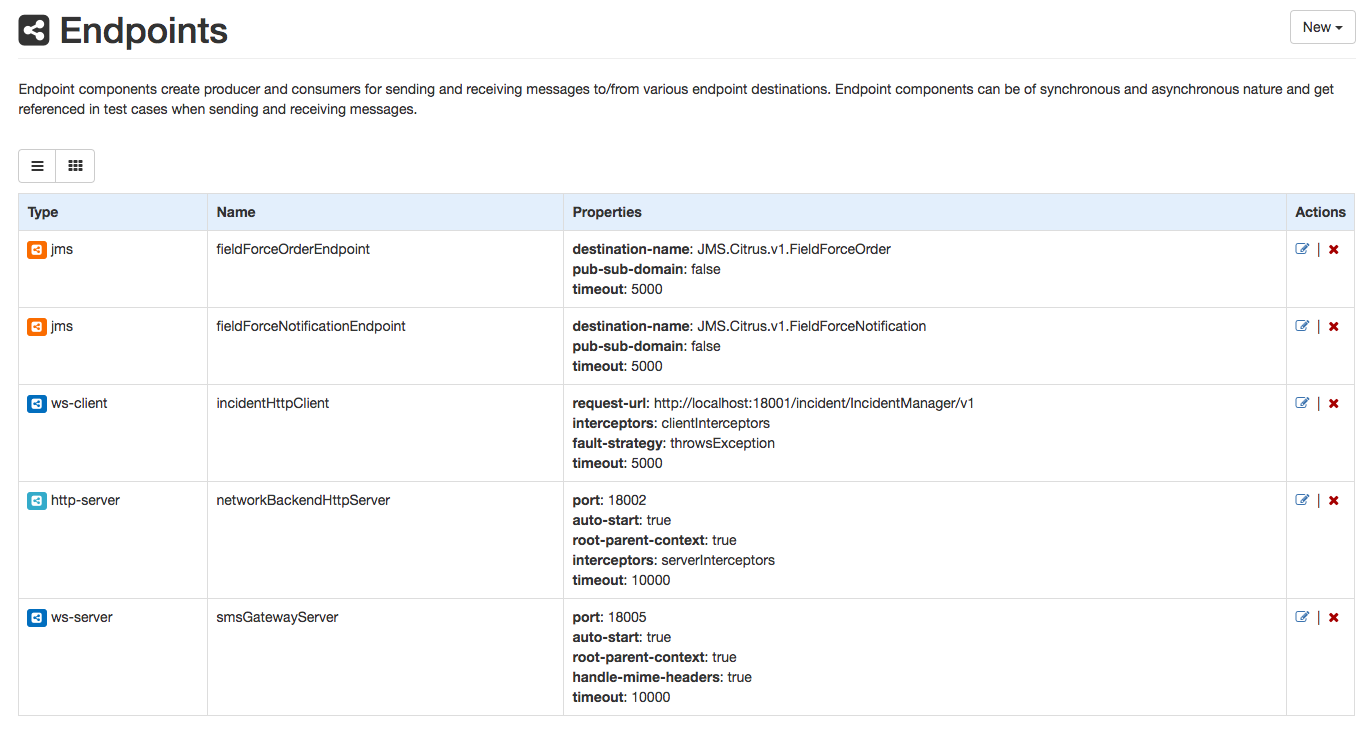 Endpoints
New
Endpoint components create producer and consumers for sending and receiving messages to/from various endpoint destinations. Endpoint components can be of synchronous and asynchronous nature and get
referenced in test cases when sending and receiving messages.
Type Name Properties Actions
jms fieldForceOrderEndpoint destination-name: JMS.Citrus.v1.FieldForceOrder |
pub-sub-domain: false
timeout: 5000
jms fieldForceNotificationEndpoint destination-name: JMS.Citrus.v1.FieldForceNotification |
pub-sub-domain: false
timeout: 5000
ws-client incidentHttpClient request-url: http://localhost:18001/incident/IncidentManager/v1 |
interceptors: clientInterceptors
fault-strategy: throwsException
timeout: 5000
http-server networkBackendHttpServer port: 18002 |
auto-start: true
root-parent-context: true
interceptors: serverInterceptors
timeout: 10000
ws-server smsGatewayServer port: 18005 |
auto-start: true
root-parent-context: true
handle-mime-headers: true
timeout: 10000